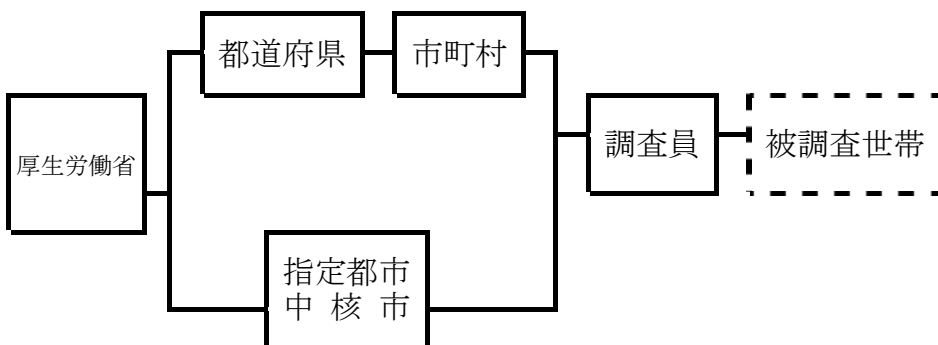 都道府県
市町村
厚生労働省
調査員
被調査世帯
指定都市
中核市